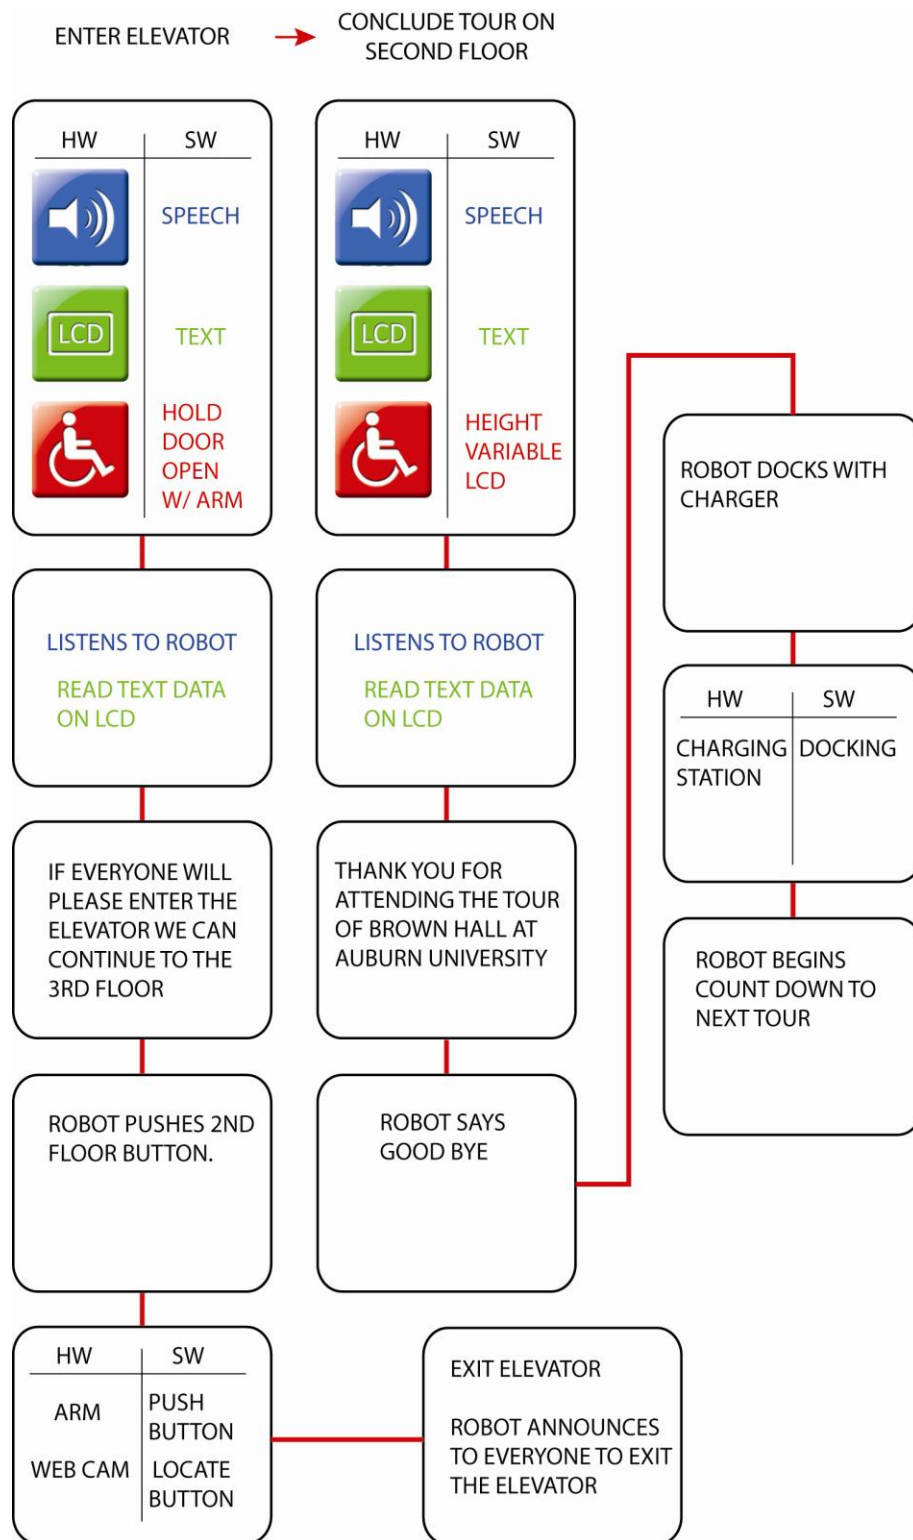 ENTER ELEVATOR
CONCLUDE TOUR ON
SECOND FLOOR
HW SW
SPEECH
LCD TEXT
HOLD
DOOR
OPEN
W/ ARM
LISTENS TO ROBOT
READ TEXT DATA
ON LCD
IF EVERYONE WILL
PLEASE ENTER THE
ELEVATOR WE CAN
CONTINUE TO THE
3RD FLOOR
ROBOT PUSHES 2ND
FLOOR BUTTON.
HW SW
ARM PUSH
BUTTON
WEB CAM LOCATE
BUTTON
EXIT ELEVATOR
ROBOT ANNOUNCES
TO EVERYONE TO EXIT
THE ELEVATOR
HW SW
SPEECH
LCD TEXT
HEIGHT
VARIABLE
LCD
LISTENS TO ROBOT
READ TEXT DATA
ON LCD
THANK YOU FOR
ATTENDING THE TOUR
OF BROWN HALL AT
AUBURN UNIVERSITY
ROBOT SAYS
GOOD BYE
ROBOT DOCKS WITH
CHARGER
HW SW
CHARGING DOCKING
STATION
ROBOT BEGINS
COUNT DOWN TO
NEXT TOUR